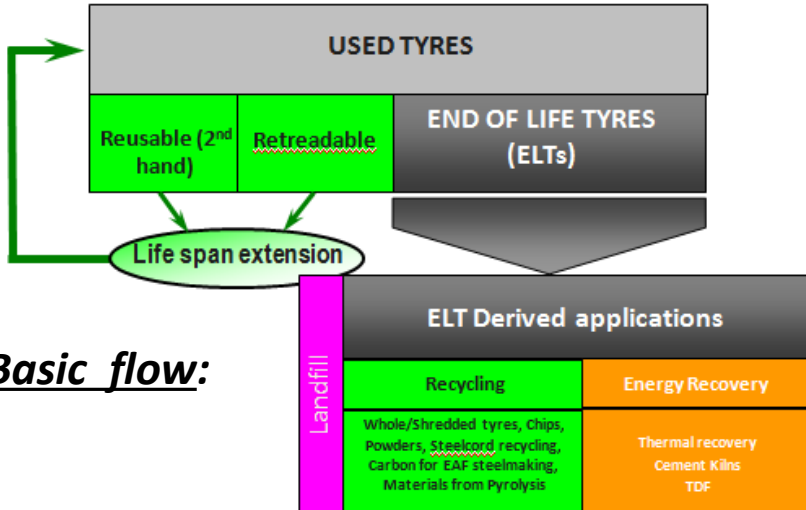 USED TYRES
Reusable (2nd
hand)
Retreadable
END OF LIFE TYRES
(ELTs)
Life span extension
Basic flow:
Landfill
ELT Derived applications
Recycling
Energy Recovery
Whole/Shredded tyres, Chips,
Powders, Steelcord recycling,
Carbon for EAF steelmaking,
Materials from Pyrolysis
Thermal recovery
Cement Kilns
TDF